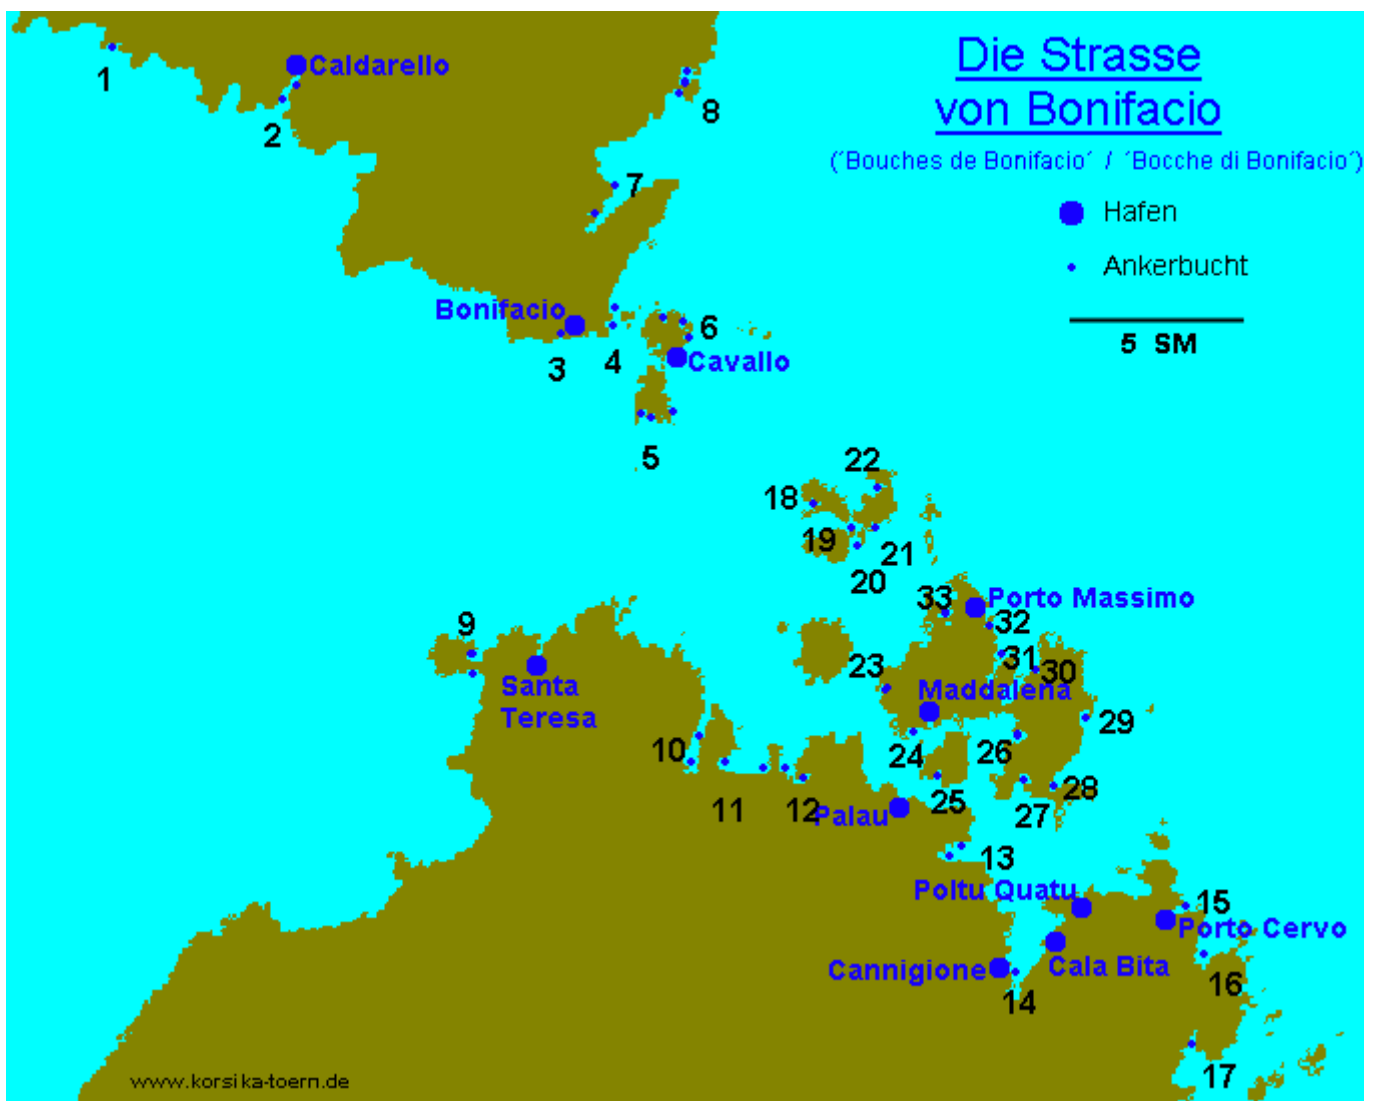 Die Strasse
von Bonifacio
(´Bouches de Bonifacio´ / ´Bocche di Bonifacio´)
Hafen
Ankerbucht
5 SM
1
Caldarello
2
8
7
Bonifacio
3
4
6
Cavallo
5
22
18
19
21
20
33
Porto Massimo
32
9
31
30
23
Santa
Teresa
Maddalena
29
10
24
26
11
12
25
27
28
Palau
13
Poltu Quatu
15
Porto Cervo
Cannigione
Cala Bita
14
16
17
www.korsika-toern.de